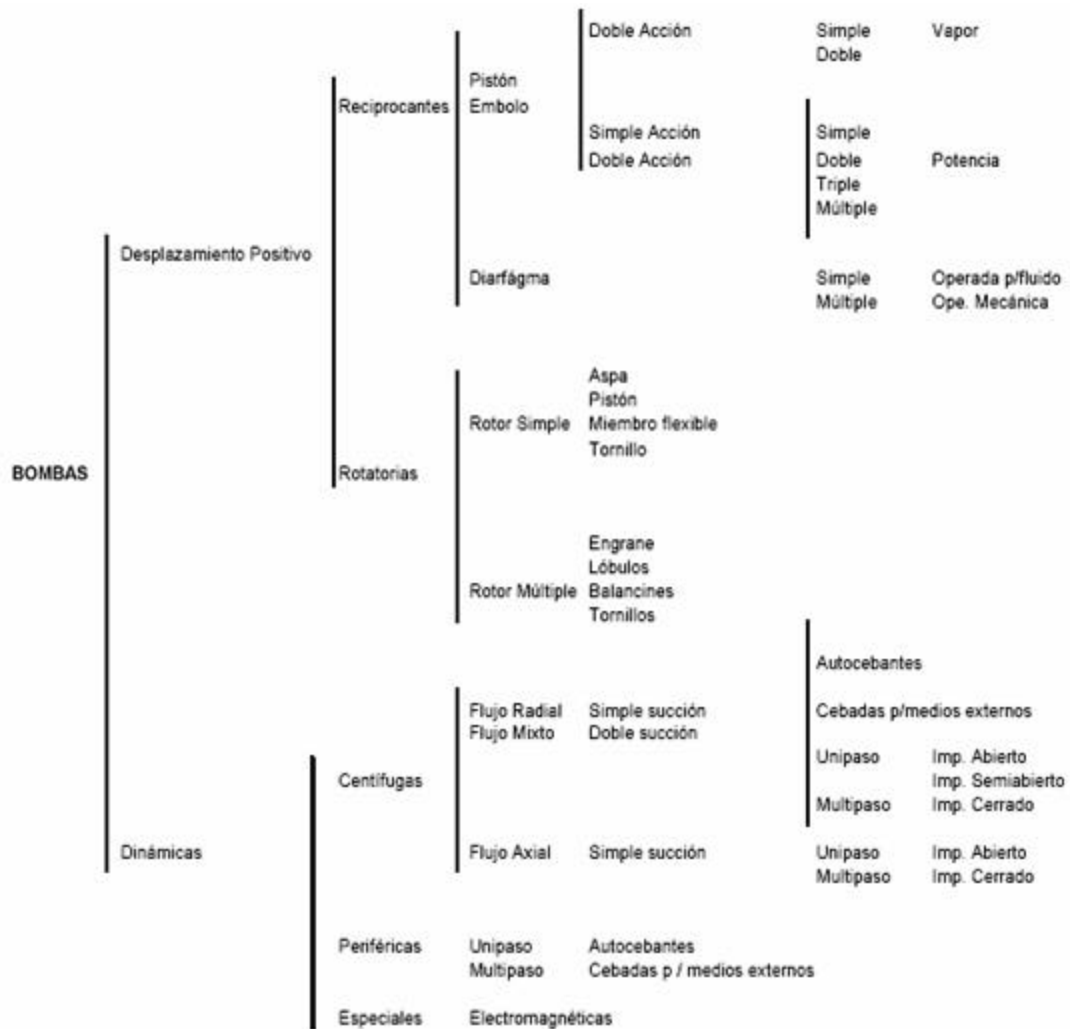 Doble Acción Simple Vapor
Doble
Pistón
Reciprocantes Embolo
Simple Acción Simple
Doble Acción Doble Potencia
Triple
Múltiple
Desplazamiento Positivo
Diarfágma Simple Operada p/fluido
Múltiple Ope. Mecánica
Aspa
Pistón
Rotor Simple Miembro flexible
Tornillo
BOMBAS Rotatorias
Engrane
Lóbulos
Rotor Múltiple Balancines
Tornillos
Autocebantes
Flujo Radial Simple succión Cebadas p/medios externos
Flujo Mixto Doble succión
Unipaso Imp. Abierto
Centífugas Imp. Semiabierto
Multipaso Imp. Cerrado
Dinámicas Flujo Axial Simple succión Unipaso Imp. Abierto
Multipaso Imp. Cerrado
Periféricas Unipaso Autocebantes
Multipaso Cebadas p / medios externos
Especiales Electromagnéticas